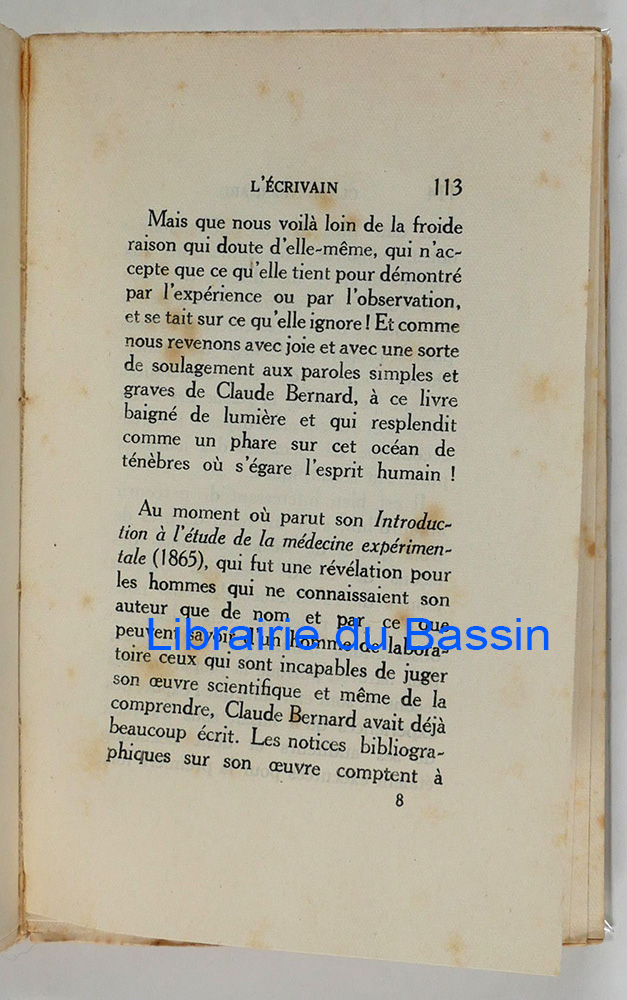 L'ÉCRIVAIN 113
Mais que nous voilà loin de la froide
raison qui doute d'elle-même, qui n'ac-
cepte que ce qu'elle tient pour démontré
par l'expérience ou par l'observation,
et se tait sur ce qu'elle ignore ! Et comme
nous revenons avec joie et avec une sorte
de soulagement aux paroles simples et
graves de Claude Bernard, à ce livre
baigné de lumière et qui resplendit
comme un phare sur cet océan de
ténèbres où s'égare l'esprit humain !
Au moment où parut son Introduc-
tion à l'étude de la médecine expérimen-
tale (1865), qui fut une révélation pour
les hommes qui ne connaissaient son
auteur que de nom et par ce que
Librairie du Bassin
peuvent savoir d'un homme de labora-
toire ceux qui sont incapables de juger
son œuvre scientifique et même de la
comprendre, Claude Bernard avait déjà
beaucoup écrit. Les notices bibliogra-
phiques sur son œuvre comptent à
8